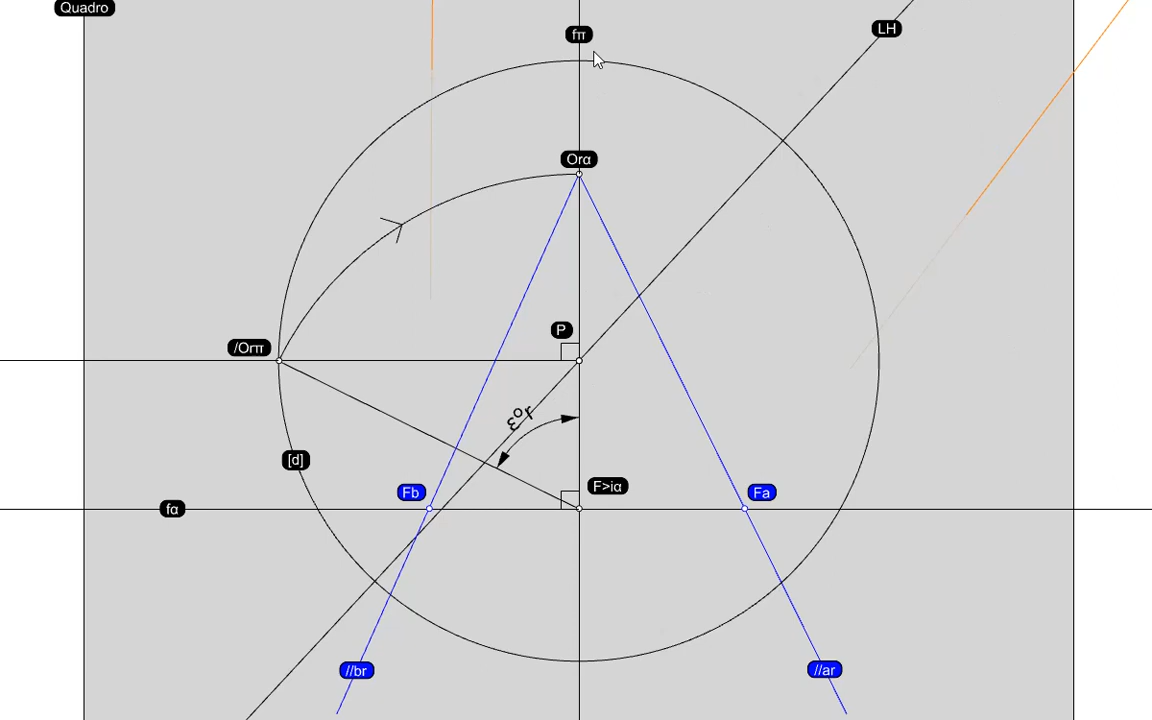 Quadro
fπ
LH
Orα
P
/Orπ
ε°r
[d]
Fb
F>iα
Fa
fα
//br
//ar